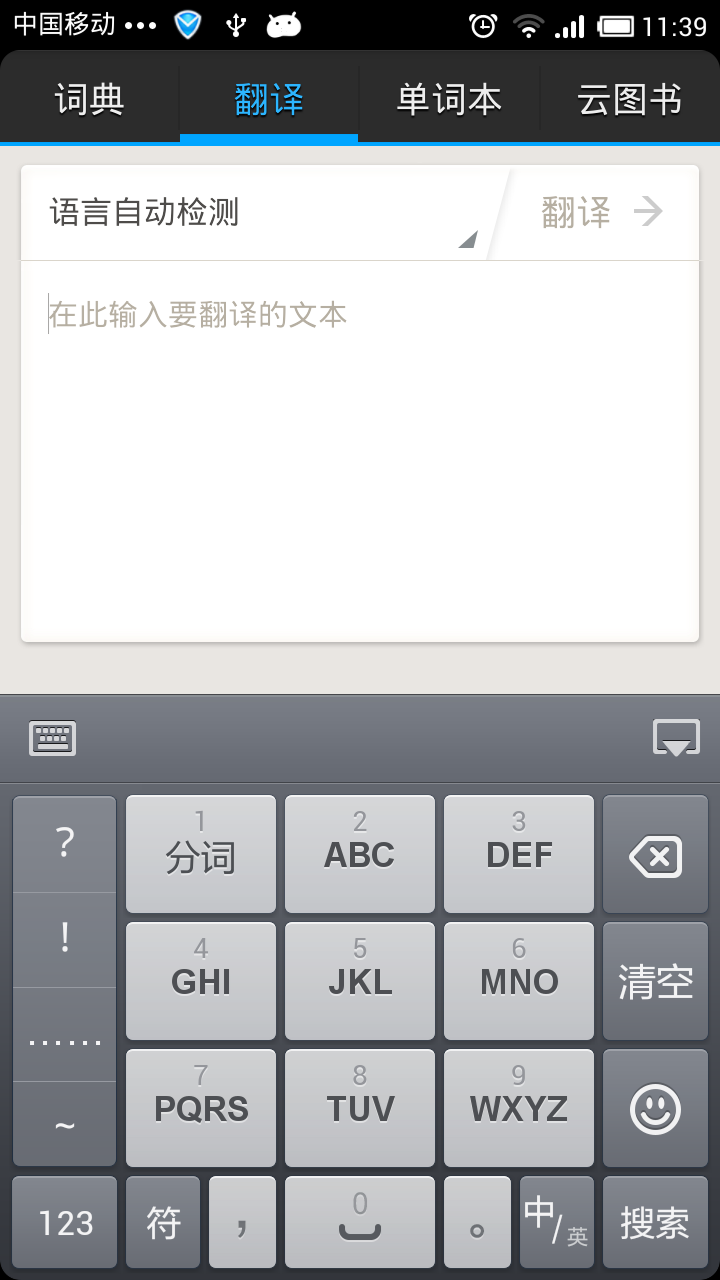 中国移动 ••• 11:39
词典 翻译 单词本 云图书
语言自动检测 翻译
在此输入要翻译的文本
? 1 2 3
分词 ABC DEF
! 4 5 6
GHI JKL MNO 清空
...... 7 8 9
~ PQRS TUV WXYZ
123 符 ， 0 。 中/英 搜索